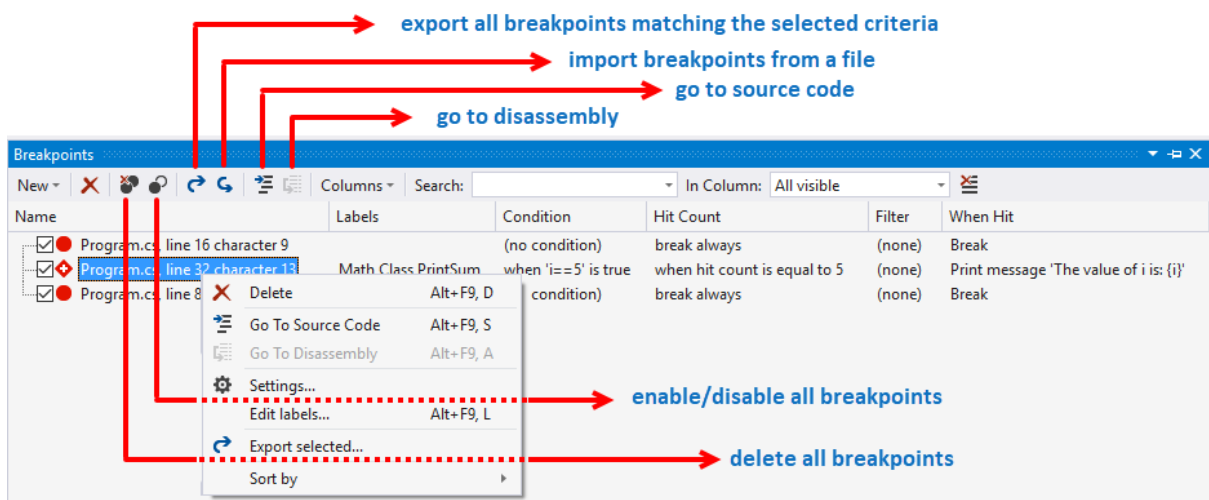 export all breakpoints matching the selected criteria
import breakpoints from a file
go to source code
go to disassembly
Breakpoints
New Columns Search: In Column: All visible
Name Labels Condition Hit Count Filter When Hit
Program.cs, line 16 character 9 (no condition) break always (none) Break
Program.cs, line 32 character 13 Math Class PrintSum when 'i==5' is true when hit count is equal to 5 (none) Print message 'The value of i is: {i}'
Program.cs, line 8 condition) break always (none) Break
Delete Alt+F9, D
Go To Source Code Alt+F9, S
Go To Disassembly Alt+F9, A
Settings...
enable/disable all breakpoints
Edit labels... Alt+F9, L
Export selected...
delete all breakpoints
Sort by